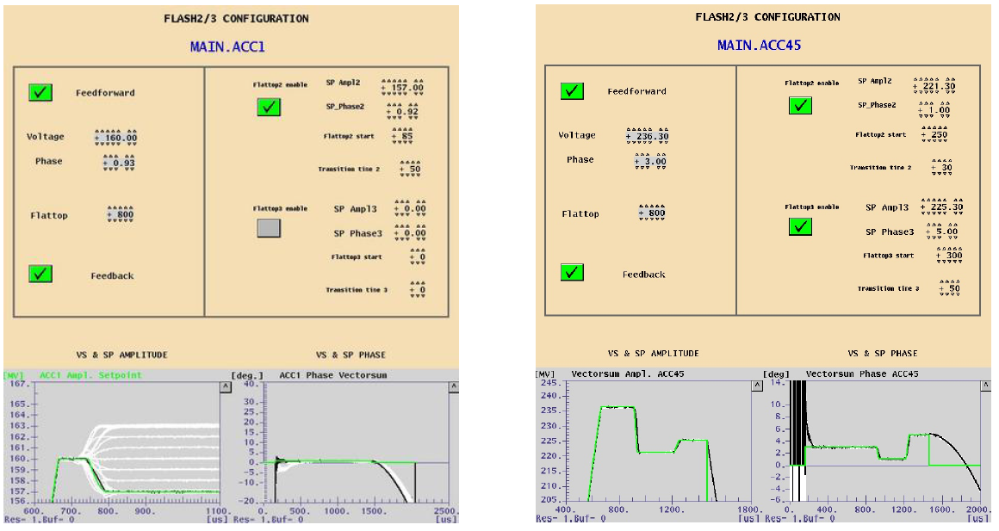 FLASH2/3 CONFIGURATION
MAIN.ACC1
Feedforward
Flattop2 enable
SP Ampl2
+ 157.00
SP_Phase2
+ 0.92
Voltage
+ 160.00
Flattop2 start
+ 85
Phase
+ 0.93
Transition time 2
+ 50
Flattop
+ 800
Flattop3 enable
SP Ampl3
+ 0.00
SP Phase3
+ 0.00
Flattop3 start
+ 0
Feedback
Transition time 3
+ 0
VS & SP AMPLITUDE
VS & SP PHASE
[MV] ACC1 Ampl. Setpoint
167.
165.
164.
163.
162.
161.
160.
159.
158.
157.
156.
600. 700. 800. 1100.
Res- 1.Buf- 0 [us]
[deg.] ACC1 Phase Vectorsum
40.
30.
25.
20.
15.
10.
5.
0.
-5.
-10.
-20.
0. 500. 1000. 1500. 2500.
Res- 1.Buf- 0 [us]
FLASH2/3 CONFIGURATION
MAIN.ACC45
Feedforward
Flattop2 enable
SP Ampl2
+ 221.30
SP_Phase2
+ 1.00
Voltage
+ 236.30
Flattop2 start
+ 250
Phase
+ 3.00
Transition time 2
+ 30
Flattop
+ 800
Flattop3 enable
SP Ampl3
+ 225.30
SP Phase3
+ 5.00
Flattop3 start
+ 300
Feedback
Transition time 3
+ 50
VS & SP AMPLITUDE
VS & SP PHASE
[MV] Vectorsum Ampl. ACC45
245.
240.
235.
230.
225.
220.
215.
210.
205.
400. 800. 1200. 1800.
Res- 1.Buf- 0 [us]
[deg] Vectorsum Phase ACC45
14.
10.
8.
6.
4.
2.
0.
-2.
-4.
-6.
0. 400. 800. 1200. 1600. 2000.
Res- 1.Buf- 0 [us]